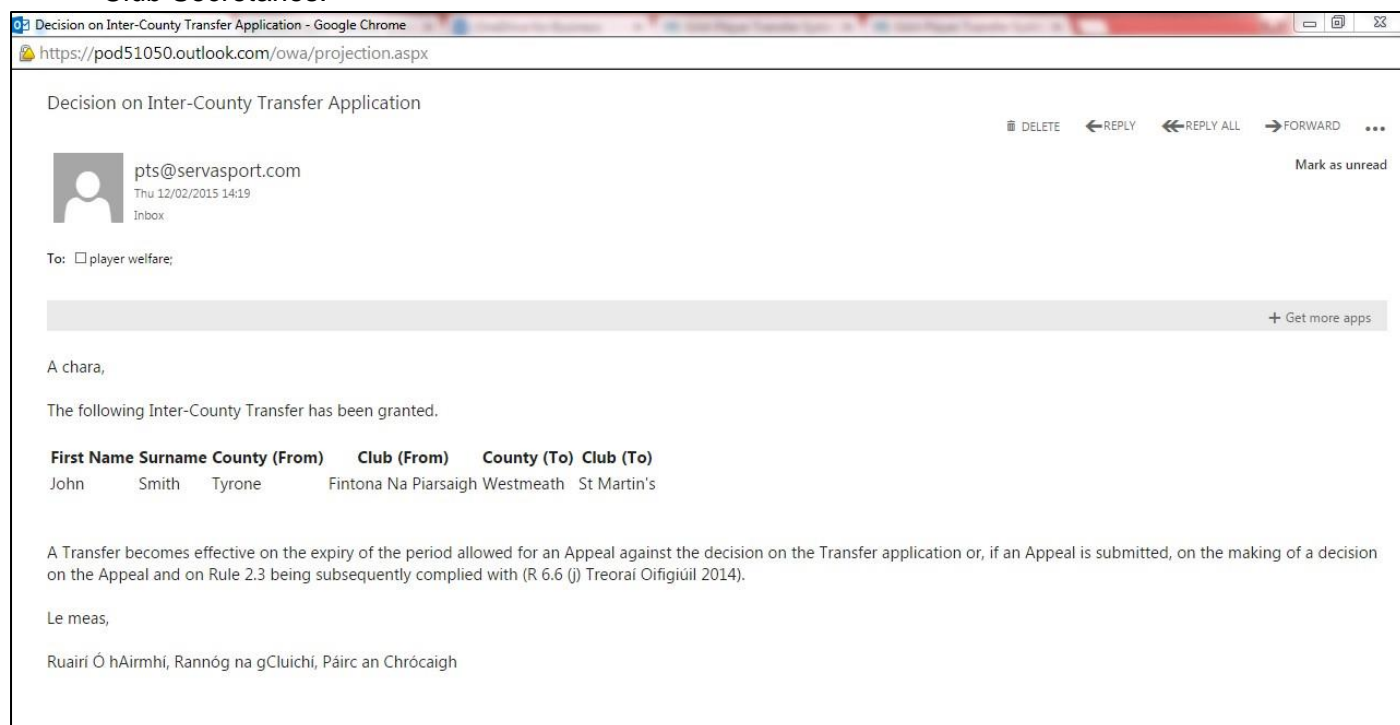 Club Secretaries.
Decision on Inter-County Transfer Application - Google Chrome
https://pod51050.outlook.com/owa/projection.aspx
Decision on Inter-County Transfer Application
DELETE REPLY REPLY ALL FORWARD
pts@servasport.com
Mark as unread
Thu 12/02/2015 14:19
Inbox
To: player welfare;
+ Get more apps
A chara,
The following Inter-County Transfer has been granted.
First Name Surname County (From) Club (From) County (To) Club (To)
John Smith Tyrone Fintona Na Piarsaigh Westmeath St Martin's
A Transfer becomes effective on the expiry of the period allowed for an Appeal against the decision on the Transfer application or, if an Appeal is submitted, on the making of a decision
on the Appeal and on Rule 2.3 being subsequently complied with (R 6.6 (j) Treoraí Oifigiúil 2014).
Le meas,
Ruairí Ó hAirmhí, Rannóg na gCluichí, Páirc an Chrócaigh